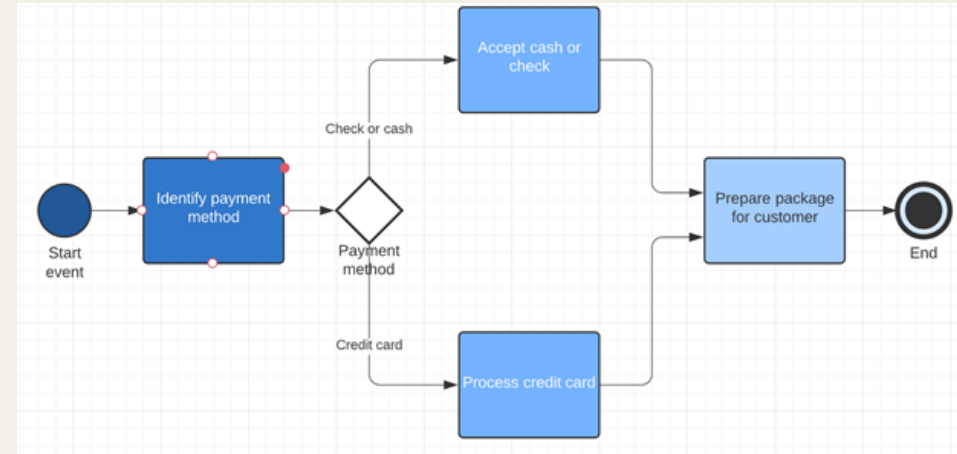 Accept cash or
check
Check or cash
Identify payment
method
Prepare package
for customer
Start
event
Payment
method
End
Credit card
Process credit card